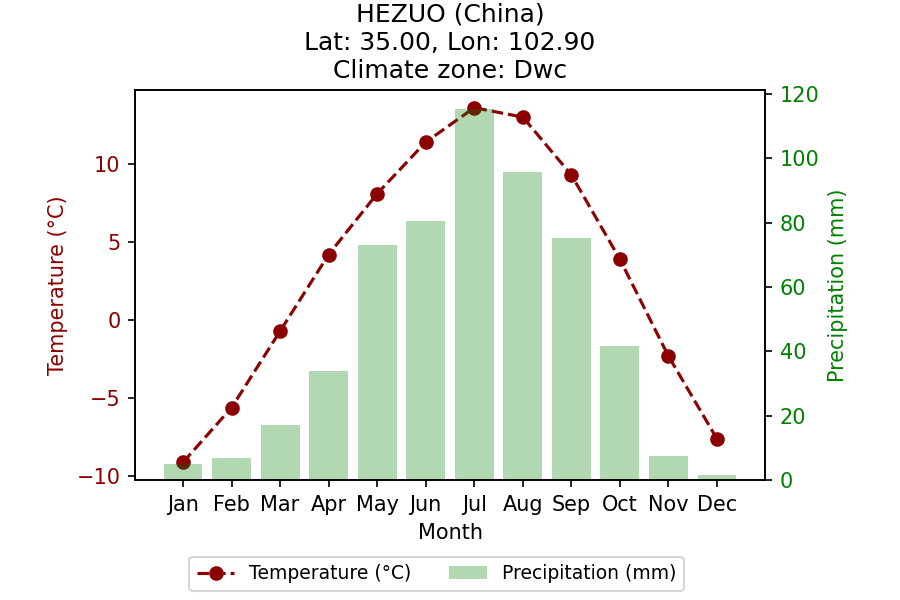 HEZUO (China)
Lat: 35.00, Lon: 102.90
Climate zone: Dwc
Temperature (°C)
10
5
0
−5
−10
120
100
80
60
40
20
0
Precipitation (mm)
Jan Feb Mar Apr May Jun Jul Aug Sep Oct Nov Dec
Month
Temperature (°C) Precipitation (mm)